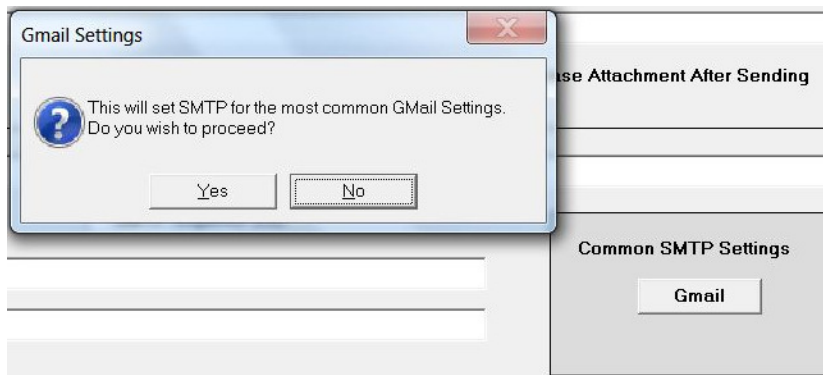 Gmail Settings
This will set SMTP for the most common GMail Settings.
Do you wish to proceed?
Yes
No
Attachment After Sending
Common SMTP Settings
Gmail